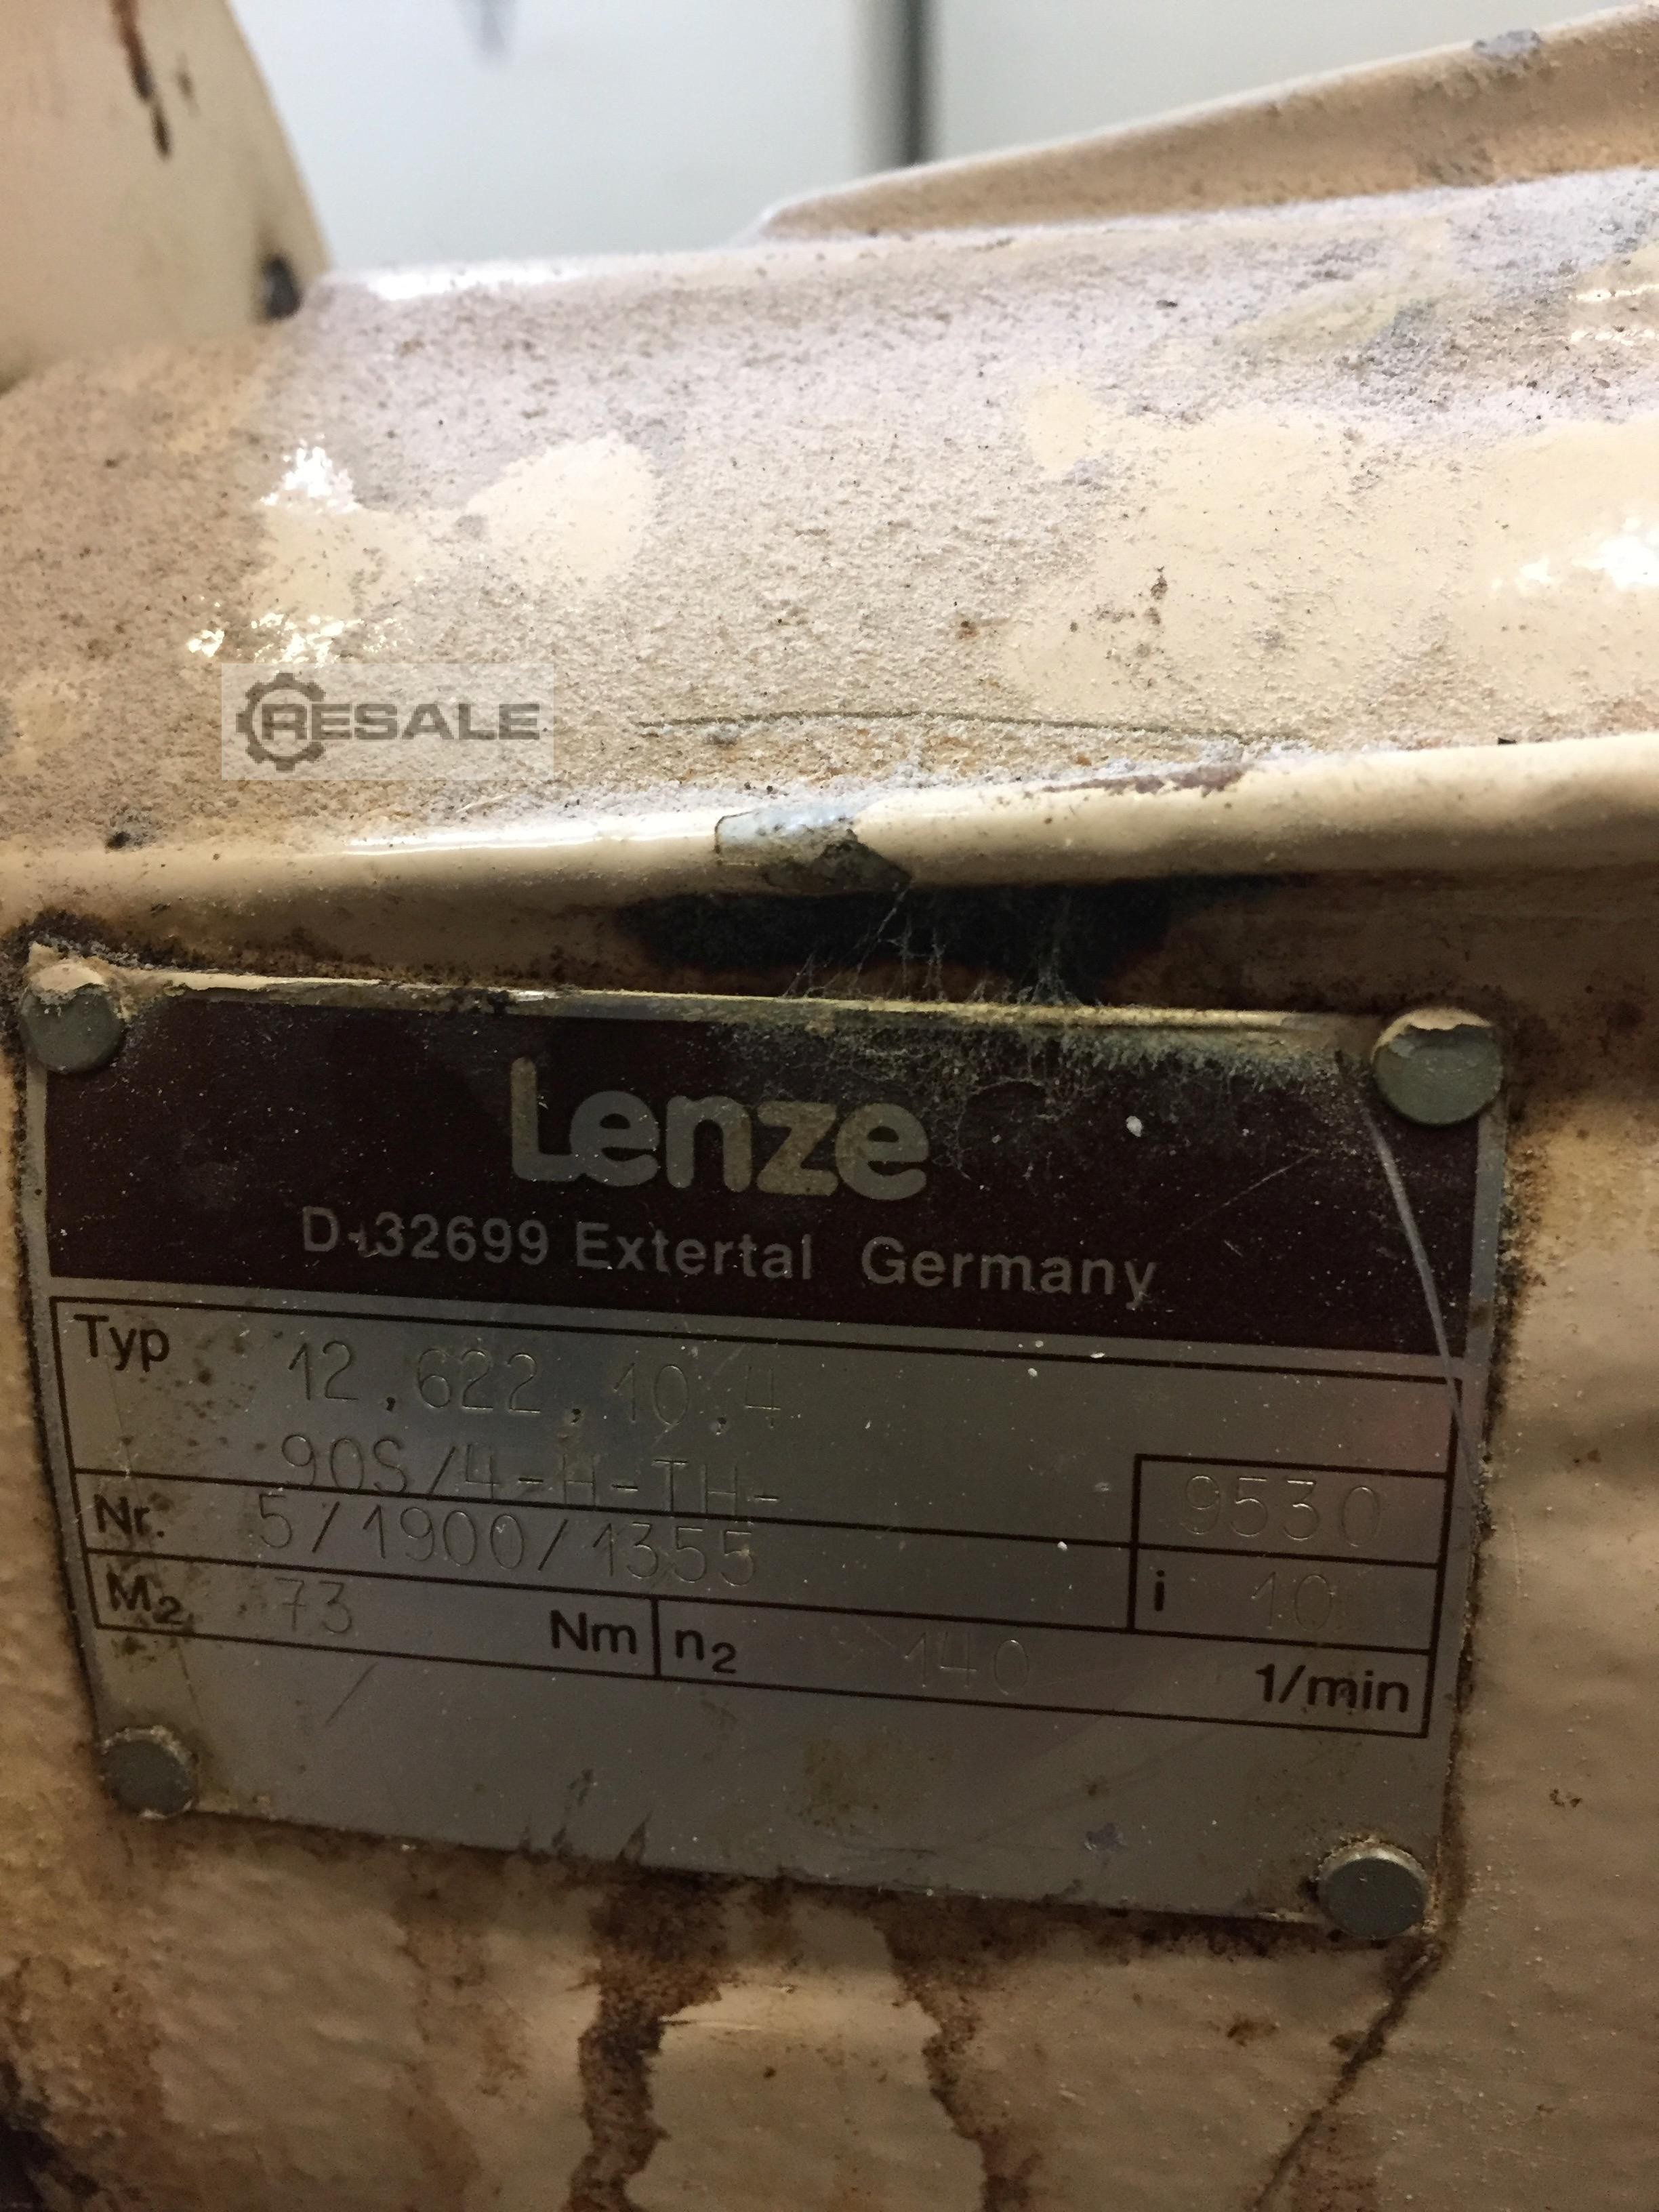 RESALE
Lenze
D-32699 Extertal Germany
Typ 12.622.10.4
90S/4-H-TH- 9530
Nr. 5/1900/1355 i 10
M2 73 Nm n2 140 1/min